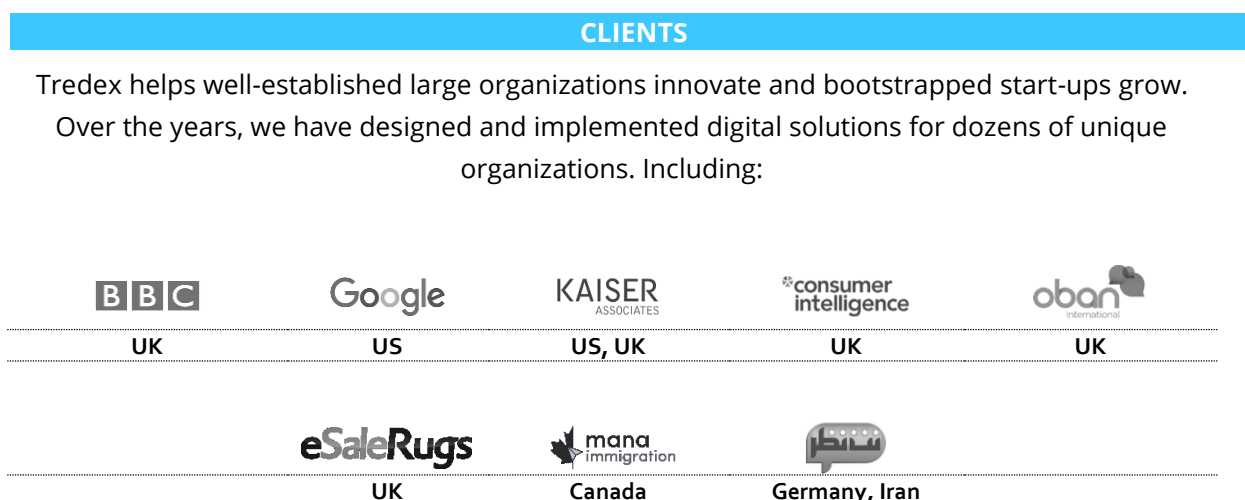 CLIENTS
Tredex helps well-established large organizations innovate and bootstrapped start-ups grow.
Over the years, we have designed and implemented digital solutions for dozens of unique
organizations. Including:
BBC
Google
KAISER
ASSOCIATES
consumer
intelligence
oban
international
UK US US, UK UK UK
eSaleRugs
mana
immigration
UK Canada Germany, Iran